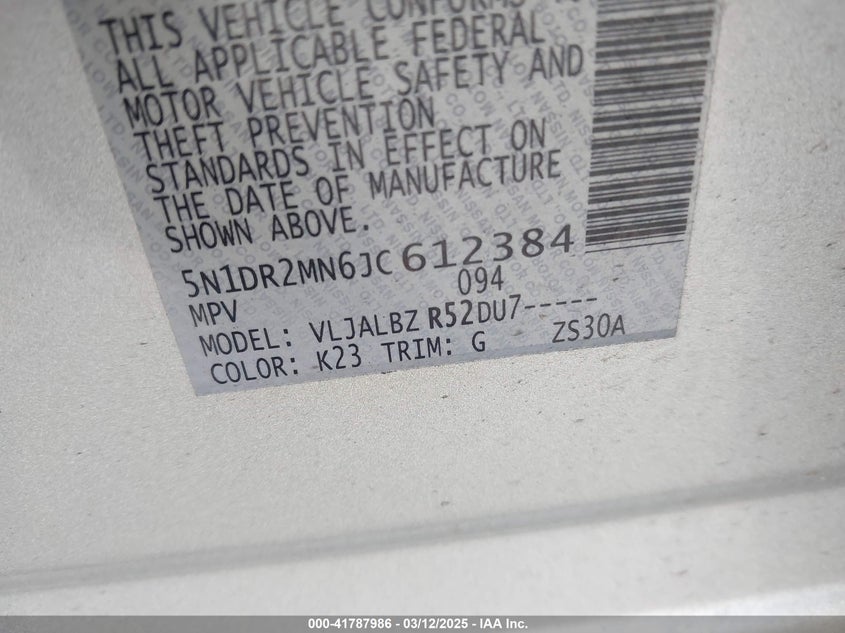 THIS VEHICLE CONFORMS
ALL APPLICABLE FEDERAL
MOTOR VEHICLE SAFETY AND
THEFT PREVENTION
STANDARDS IN EFFECT ON
THE DATE OF MANUFACTURE
SHOWN ABOVE.
5N1DR2MN6JC612384
MPV 094
MODEL: VLJALBZ R52DU7-----
COLOR: K23 TRIM: G ZS30A
000-41787986 - 03/12/2025 - IAA Inc.